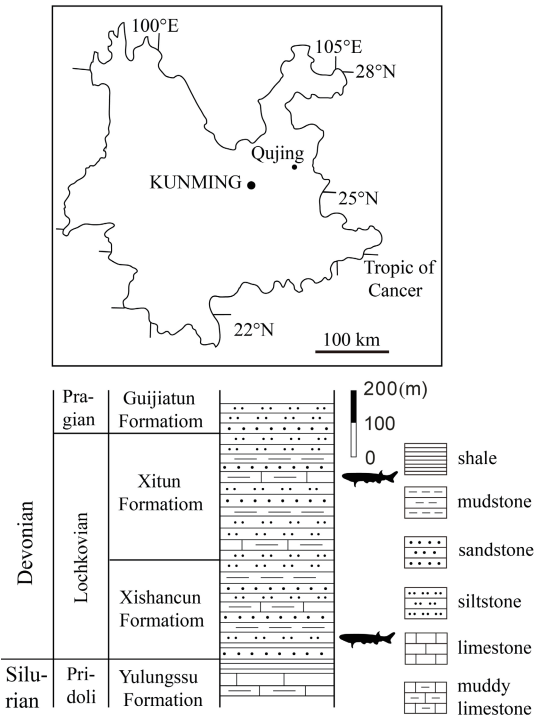 100°E
105°E
28°N
Qujing
KUNMING
25°N
Tropic of
Cancer
22°N
100 km
200(m)
100
0
Devonian
Silu-
rian
Pra-
gian
Lochkovian
Pri-
doli
Guijiatun
Formatiom
Xitun
Formatiom
Xishancun
Formatiom
Yulungssu
Formation
shale
mudstone
sandstone
siltstone
limestone
muddy
limestone